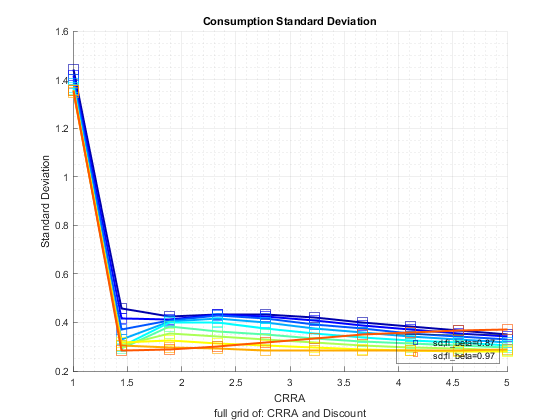 Consumption Standard Deviation
1.6
1.4
1.2
1
0.8
0.6
0.4
0.2
Standard Deviation
sd;fl_beta=0.87
sd;fl_beta=0.97
1
1.5
2
2.5
3
3.5
4
4.5
5
CRRA
full grid of: CRRA and Discount